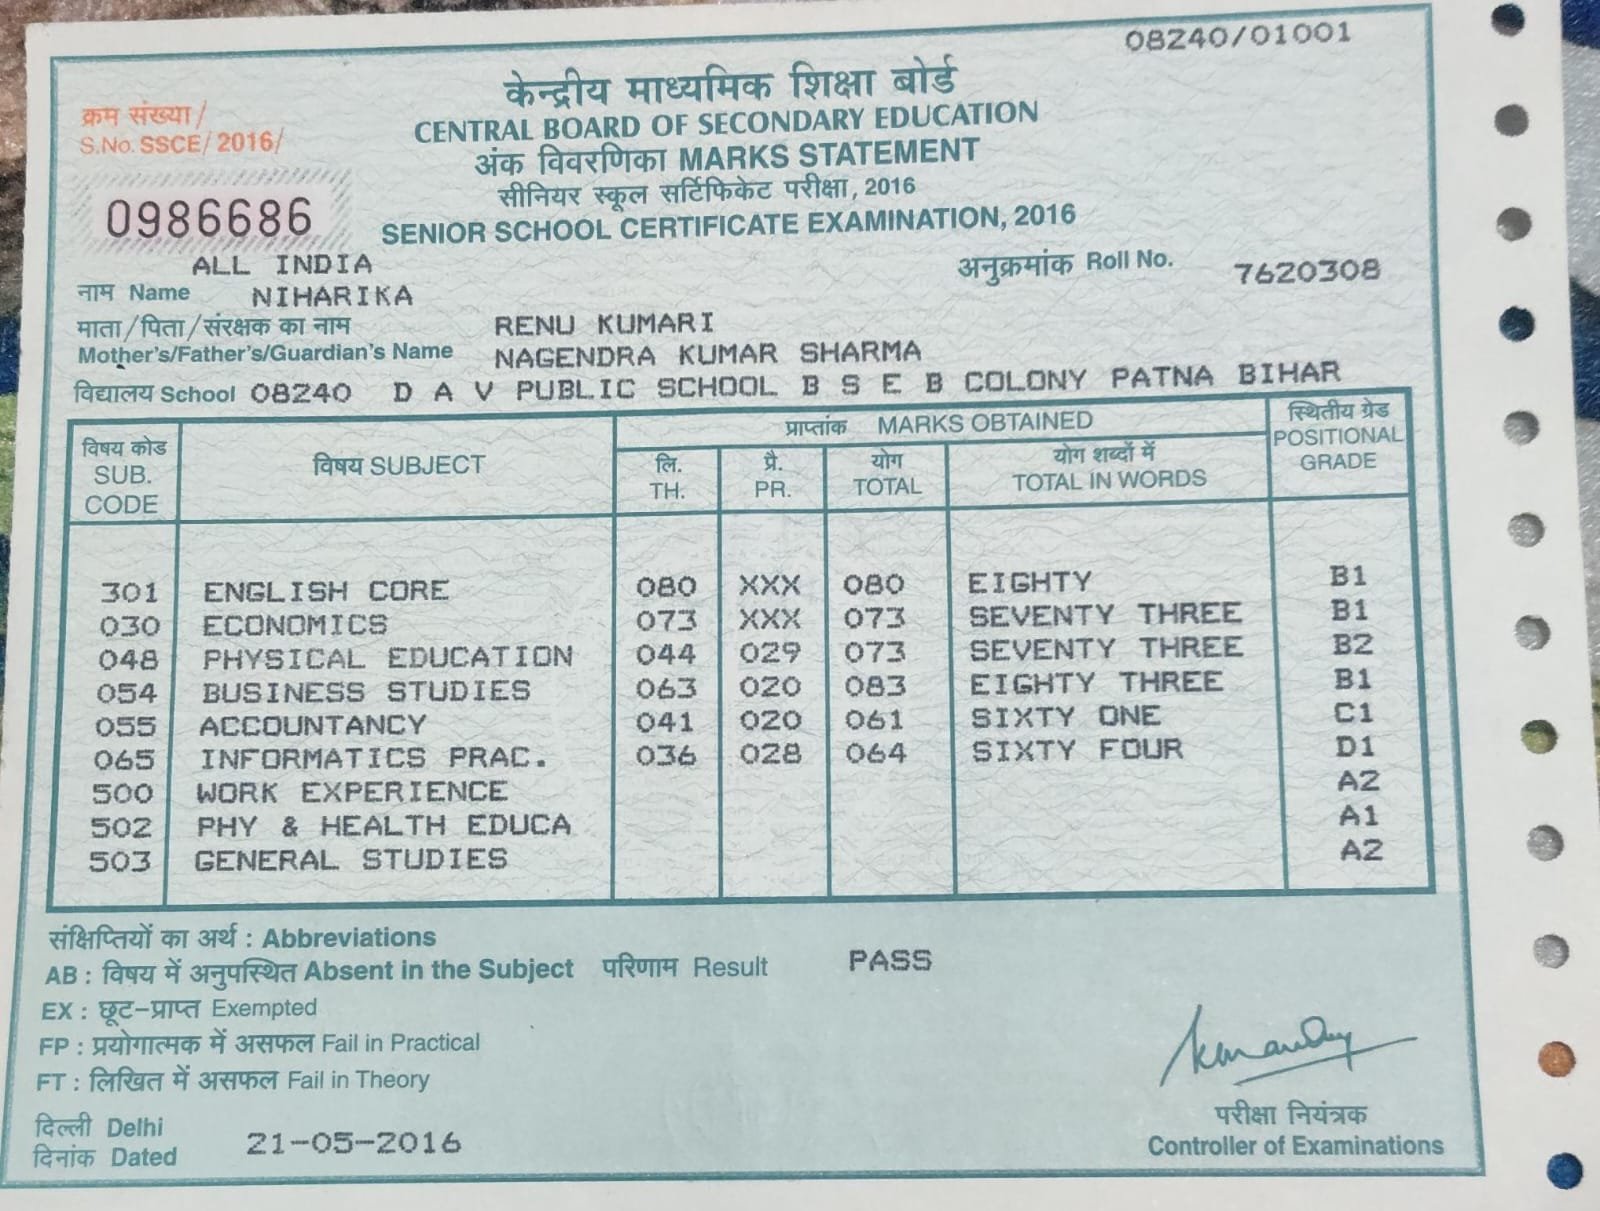 08240/01001
केन्द्रीय माध्यमिक शिक्षा बोर्ड
CENTRAL BOARD OF SECONDARY EDUCATION
अंक विवरणिका MARKS STATEMENT
सीनियर स्कूल सर्टिफिकेट परीक्षा, 2016
SENIOR SCHOOL CERTIFICATE EXAMINATION, 2016
क्रम संख्या/
S.No. SSCE/ 2016/
0986686
ALL INDIA
अनुक्रमांक Roll No. 7620308
नाम Name NIHARIKA
माता/पिता/संरक्षक का नाम RENU KUMARI
Mother's/Father's/Guardian's Name NAGENDRA KUMAR SHARMA
विद्यालय School 08240 D A V PUBLIC SCHOOL B S E B COLONY PATNA BIHAR
विषय कोड SUB. CODE
विषय SUBJECT
प्राप्तांक MARKS OBTAINED
लि. TH.
प्रै. PR.
योग TOTAL
योग शब्दों में TOTAL IN WORDS
स्थितीय ग्रेड POSITIONAL GRADE
301 ENGLISH CORE 080 XXX 080 EIGHTY B1
030 ECONOMICS 073 XXX 073 SEVENTY THREE B1
048 PHYSICAL EDUCATION 044 029 073 SEVENTY THREE B2
054 BUSINESS STUDIES 063 020 083 EIGHTY THREE B1
055 ACCOUNTANCY 041 020 061 SIXTY ONE C1
065 INFORMATICS PRAC. 036 028 064 SIXTY FOUR D1
500 WORK EXPERIENCE A2
502 PHY & HEALTH EDUCA A1
503 GENERAL STUDIES A2
संक्षिप्तियों का अर्थ : Abbreviations
AB : विषय में अनुपस्थित Absent in the Subject परिणाम Result PASS
EX : छूट-प्राप्त Exempted
FP : प्रयोगात्मक में असफल Fail in Practical
FT : लिखित में असफल Fail in Theory
दिल्ली Delhi
दिनांक Dated 21-05-2016
परीक्षा नियंत्रक
Controller of Examinations